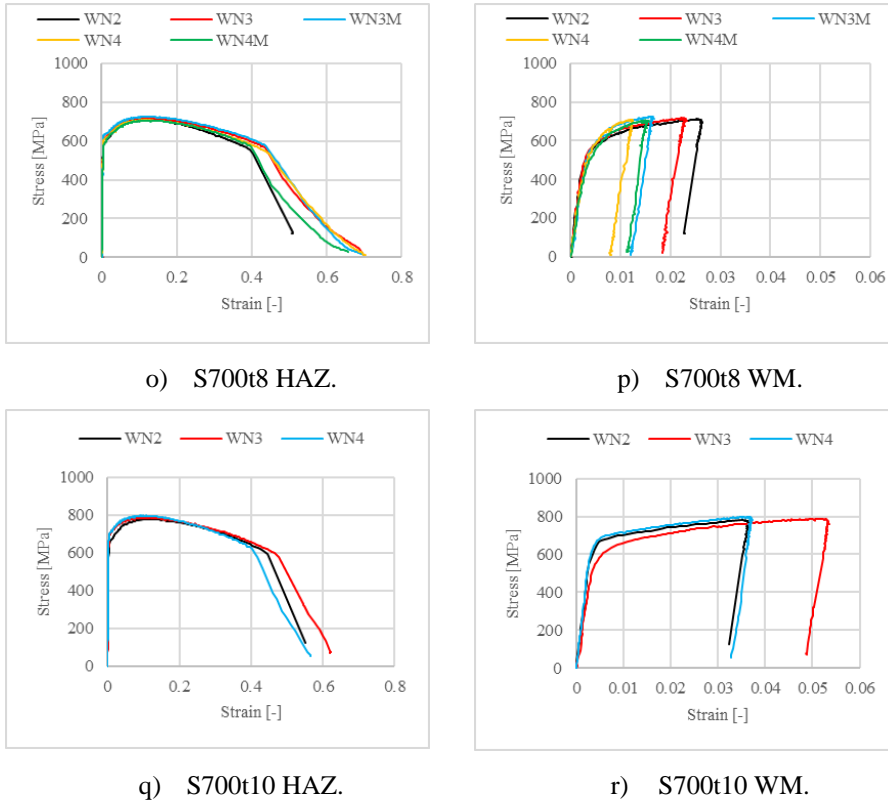 WN2 WN3 WN3M
WN4 WN4M
1000
800
600
400
200
0
Stress [MPa]
0 0.2 0.4 0.6 0.8
Strain [-]
o) S700t8 HAZ.
WN2 WN3 WN3M
WN4 WN4M
1000
800
600
400
200
0
Stress [MPa]
0 0.01 0.02 0.03 0.04 0.05 0.06
Strain [-]
p) S700t8 WM.
WN2 WN3 WN4
1000
800
600
400
200
0
Stress [MPa]
0 0.2 0.4 0.6 0.8
Strain [-]
q) S700t10 HAZ.
WN2 WN3 WN4
1000
800
600
400
200
0
Stress [MPa]
0 0.01 0.02 0.03 0.04 0.05 0.06
Strain [-]
r) S700t10 WM.